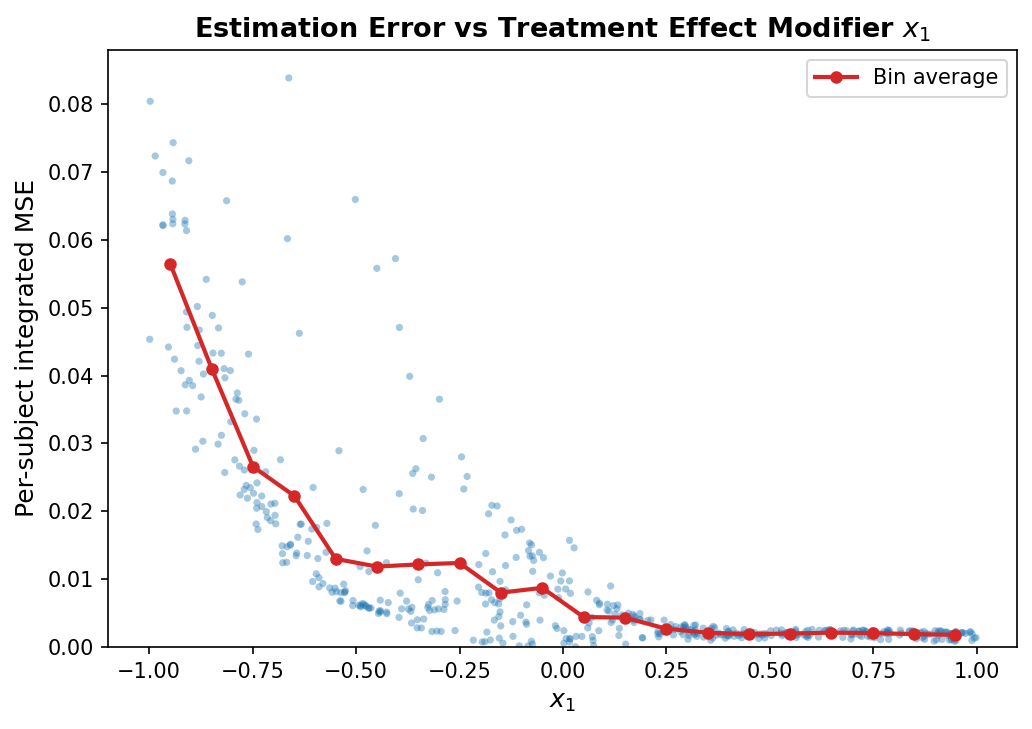 Estimation Error vs Treatment Effect Modifier x₁
Bin average
Per-subject integrated MSE
0.08
0.07
0.06
0.05
0.04
0.03
0.02
0.01
0.00
−1.00 −0.75 −0.50 −0.25 0.00 0.25 0.50 0.75 1.00
x₁